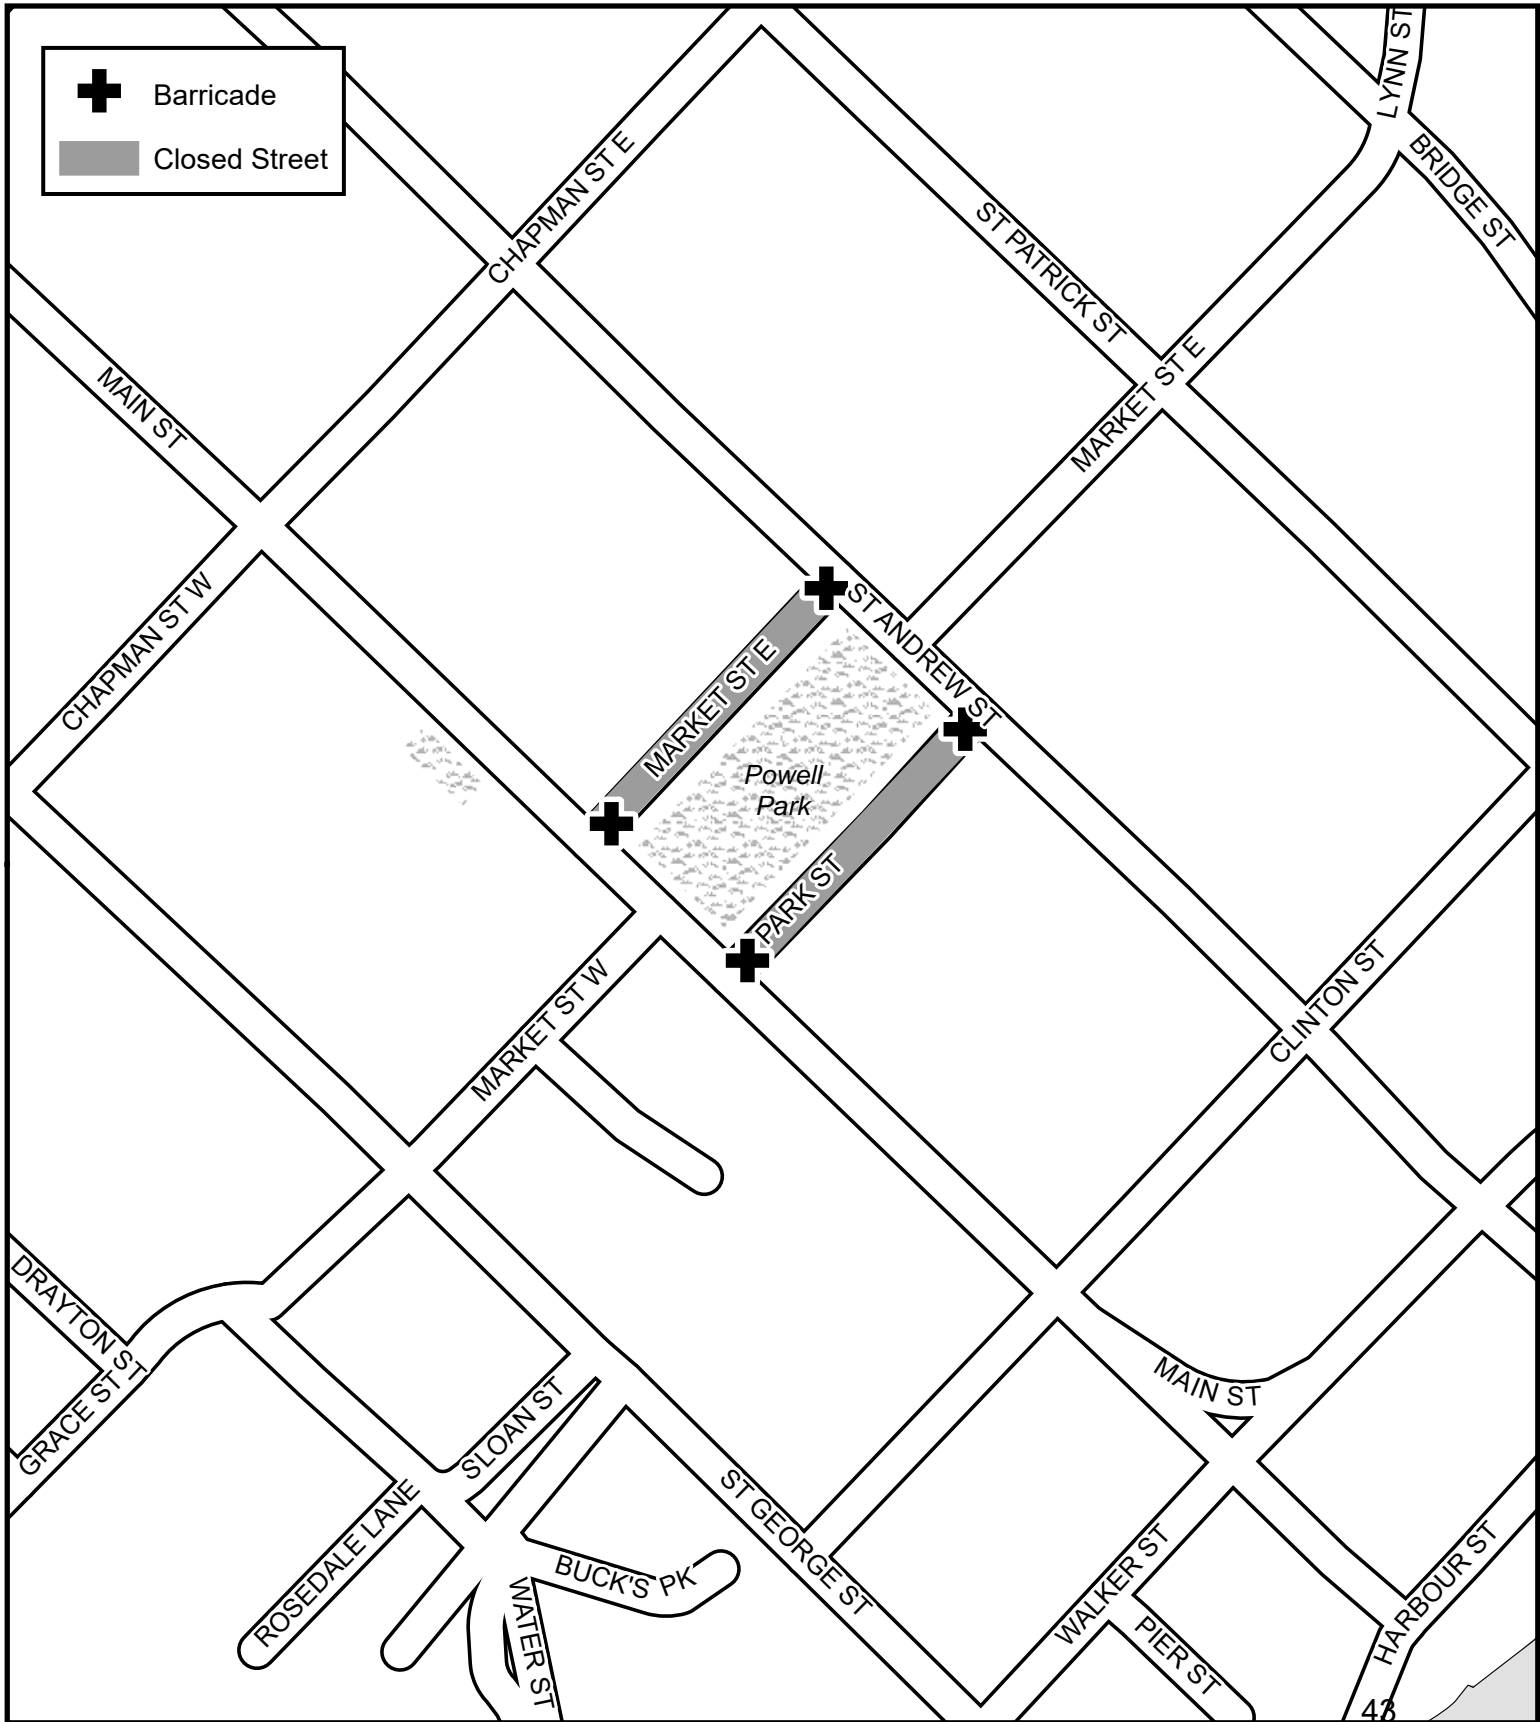 LYNN ST
Barricade
Closed Street
CHAPMAN ST E
BRIDGE ST
ST PATRICK ST
MAIN ST
MARKET ST E
CHAPMAN ST W
ST ANDREW ST
MARKET ST E
Powell
Park
PARK ST
MARKET ST W
CLINTON ST
DRAYTON ST
GRACE ST
MAIN ST
SLOAN ST
ST GEORGE ST
ROSEDALE LANE
BUCK'S PK
WATER ST
WALKER ST
PIER ST
HARBOUR ST
43